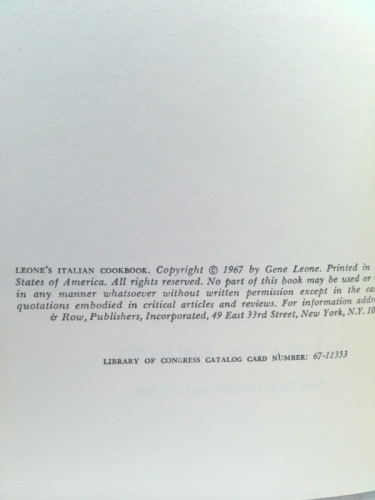 LEONE'S ITALIAN COOKBOOK. Copyright © 1967 by Gene Leone. Printed in
States of America. All rights reserved. No part of this book may be used or
in any manner whatsoever without written permission except in the
quotations embodied in critical articles and reviews. For information
& Row, Publishers, Incorporated, 49 East 33rd Street, New York, N.Y. 10
LIBRARY OF CONGRESS CATALOG CARD NUMBER: 67-11353